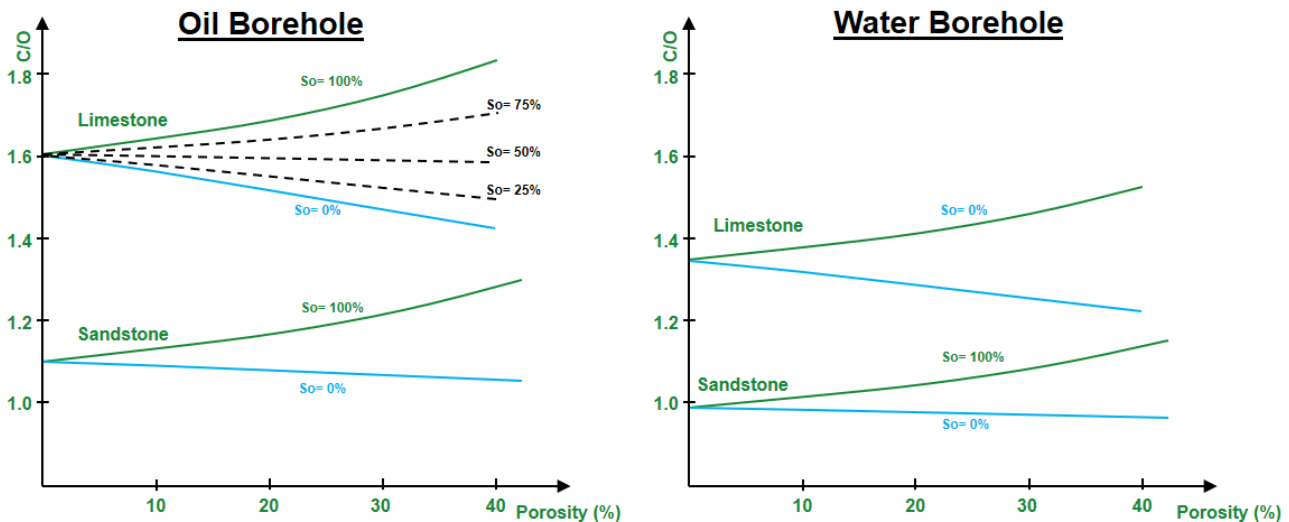 Oil Borehole
C/O
1.8
1.6
1.4
1.2
1.0
Limestone
So= 100%
So= 75%
So= 50%
So= 25%
So= 0%
Sandstone
So= 100%
So= 0%
10
20
30
40
Porosity (%)
Water Borehole
C/O
1.8
1.6
1.4
1.2
1.0
Limestone
So= 0%
Sandstone
So= 100%
So= 0%
10
20
30
40
Porosity (%)